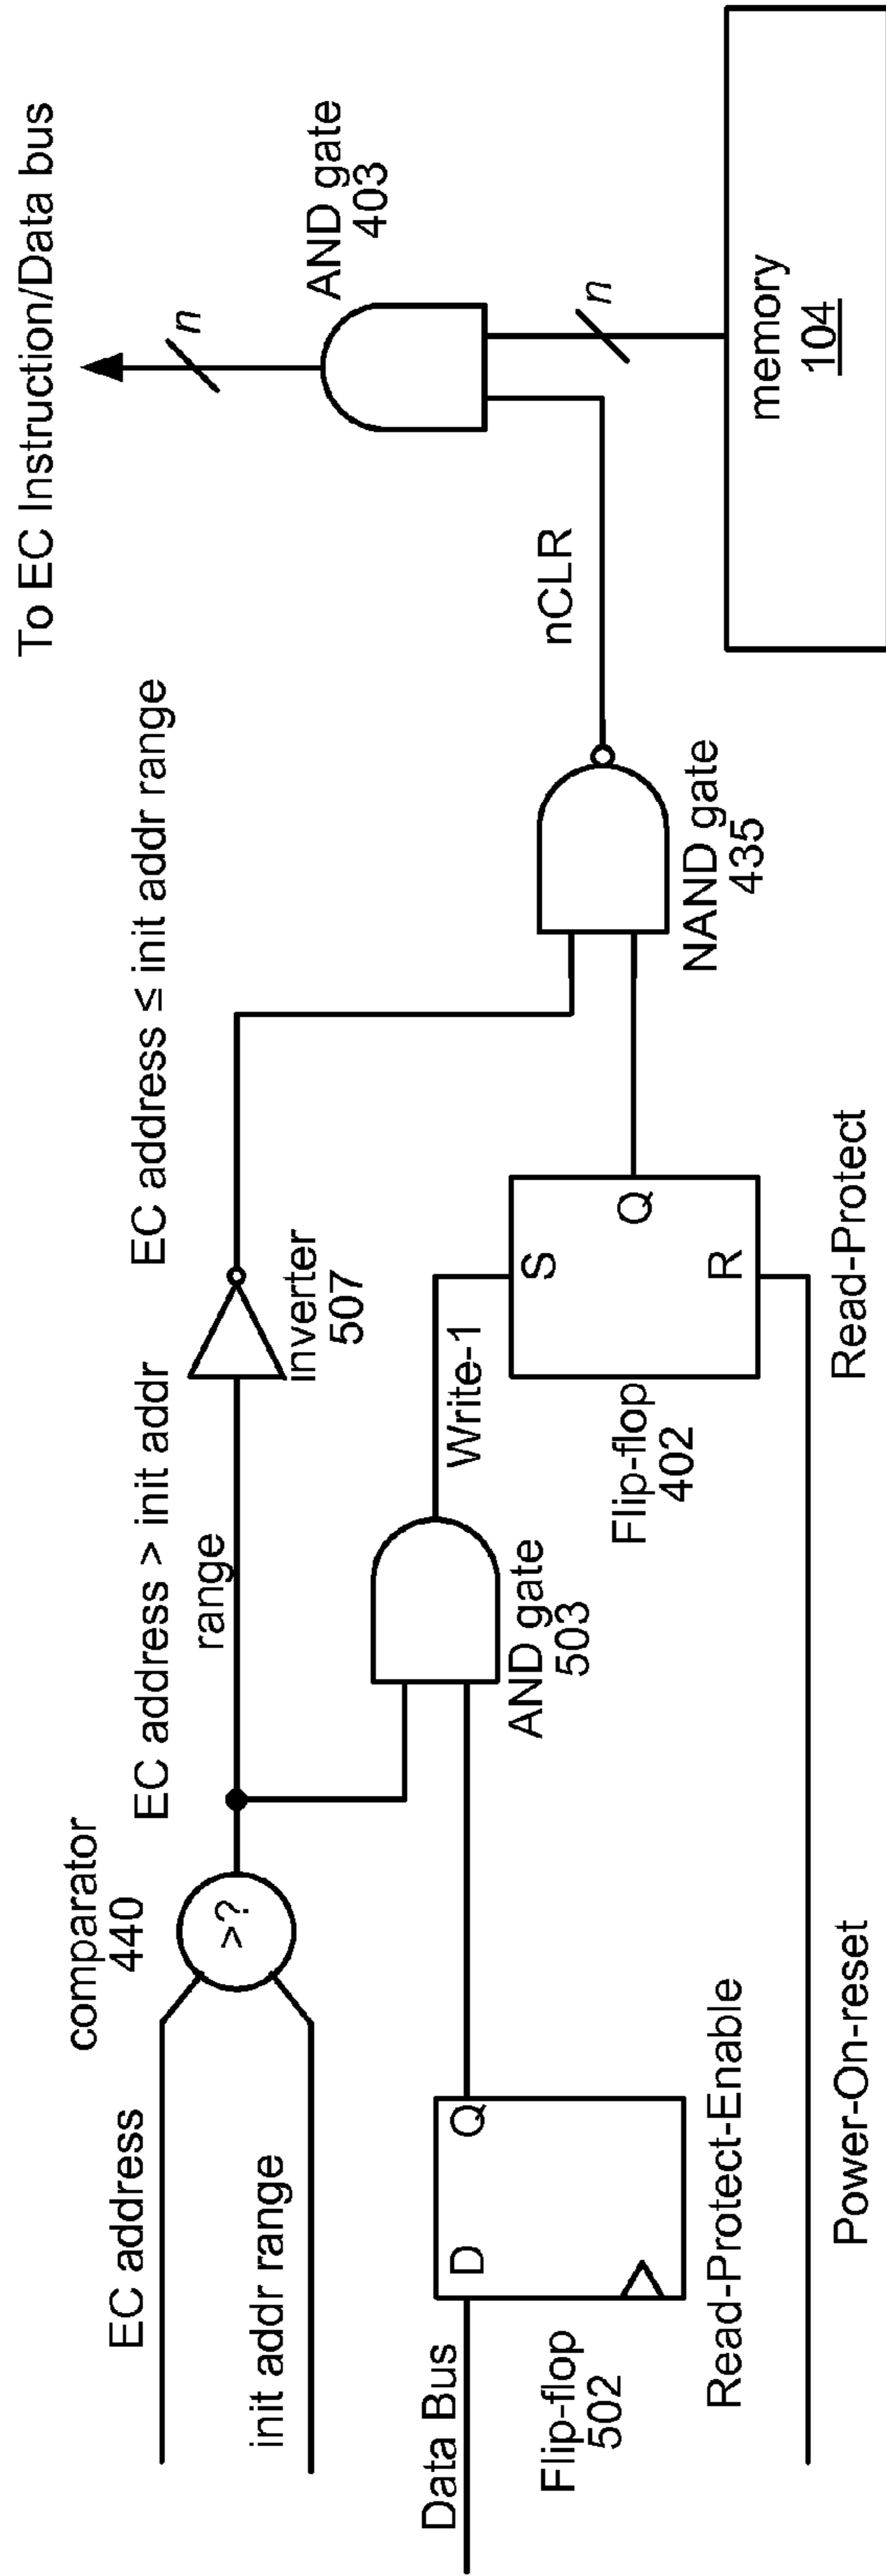 EC address
init addr range
comparator
440
>?
EC address > init addr
range
inverter
507
EC address ≤ init addr range
To EC Instruction/Data bus
n
AND gate
403
n
nCLR
NAND gate
435
memory
104
Data Bus
D
Q
Flip-flop
502
Read-Protect-Enable
AND gate
503
Write-1
S
Q
R
Flip-flop
402
Read-Protect
Power-On-reset